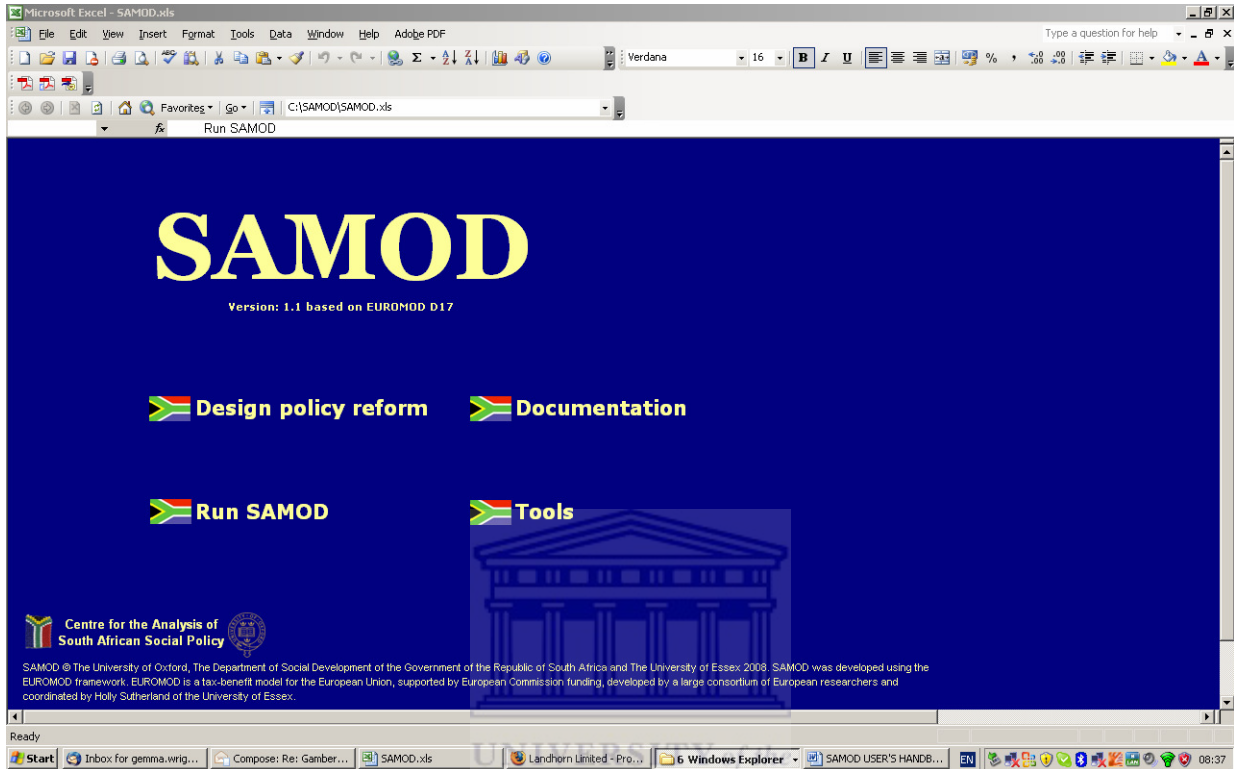 Microsoft Excel - SAMOD.xls
File Edit View Insert Format Tools Data Window Help Adobe PDF Type a question for help
Verdana 16 B I U
Favorites Go C:\SAMOD\SAMOD.xls
fx Run SAMOD
SAMOD
Version: 1.1 based on EUROMOD D17
Design policy reform Documentation
Run SAMOD Tools
Centre for the Analysis of
South African Social Policy
SAMOD © The University of Oxford, The Department of Social Development of the Government of the Republic of South Africa and The University of Essex 2008. SAMOD was developed using the
EUROMOD framework. EUROMOD is a tax-benefit model for the European Union, supported by European Commission funding, developed by a large consortium of European researchers and
coordinated by Holly Sutherland of the University of Essex.
Ready
Start Inbox for gemma.wrig... Compose: Re: Gamber... SAMOD.xls Landhorn Limited - Pro... 6 Windows Explorer SAMOD USER'S HANDB... EN 08:37
UNIVERSITY of the